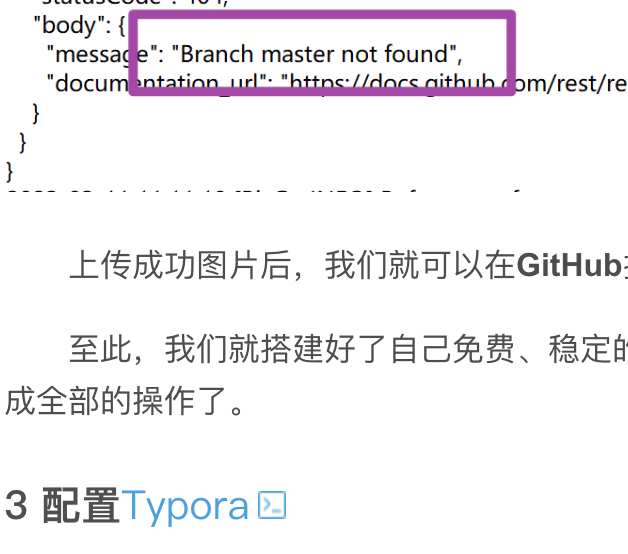 "statusCode": 404,
"body": {
"message": "Branch master not found",
"documentation_url": "https://docs.github.com/rest/re
}
}
}
上传成功图片后，我们就可以在GitHub
至此，我们就搭建好了自己免费、稳定的
成全部的操作了。
3 配置Typora